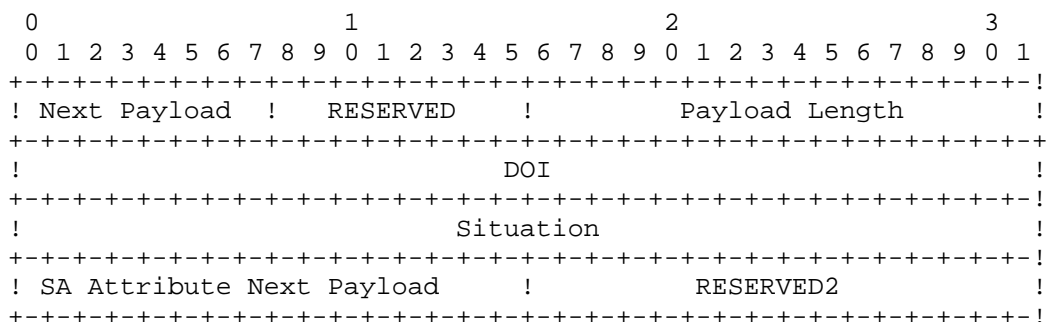 0                   1                   2                   3
 0 1 2 3 4 5 6 7 8 9 0 1 2 3 4 5 6 7 8 9 0 1 2 3 4 5 6 7 8 9 0 1
+-+-+-+-+-+-+-+-+-+-+-+-+-+-+-+-+-+-+-+-+-+-+-+-+-+-+-+-+-+-+-+-!
! Next Payload  !   RESERVED    !         Payload Length        !
+-+-+-+-+-+-+-+-+-+-+-+-+-+-+-+-+-+-+-+-+-+-+-+-+-+-+-+-+-+-+-+-+
!                              DOI                              !
+-+-+-+-+-+-+-+-+-+-+-+-+-+-+-+-+-+-+-+-+-+-+-+-+-+-+-+-+-+-+-+-!
!                           Situation                           !
+-+-+-+-+-+-+-+-+-+-+-+-+-+-+-+-+-+-+-+-+-+-+-+-+-+-+-+-+-+-+-+-!
! SA Attribute Next Payload     !          RESERVED2            !
+-+-+-+-+-+-+-+-+-+-+-+-+-+-+-+-+-+-+-+-+-+-+-+-+-+-+-+-+-+-+-+-!